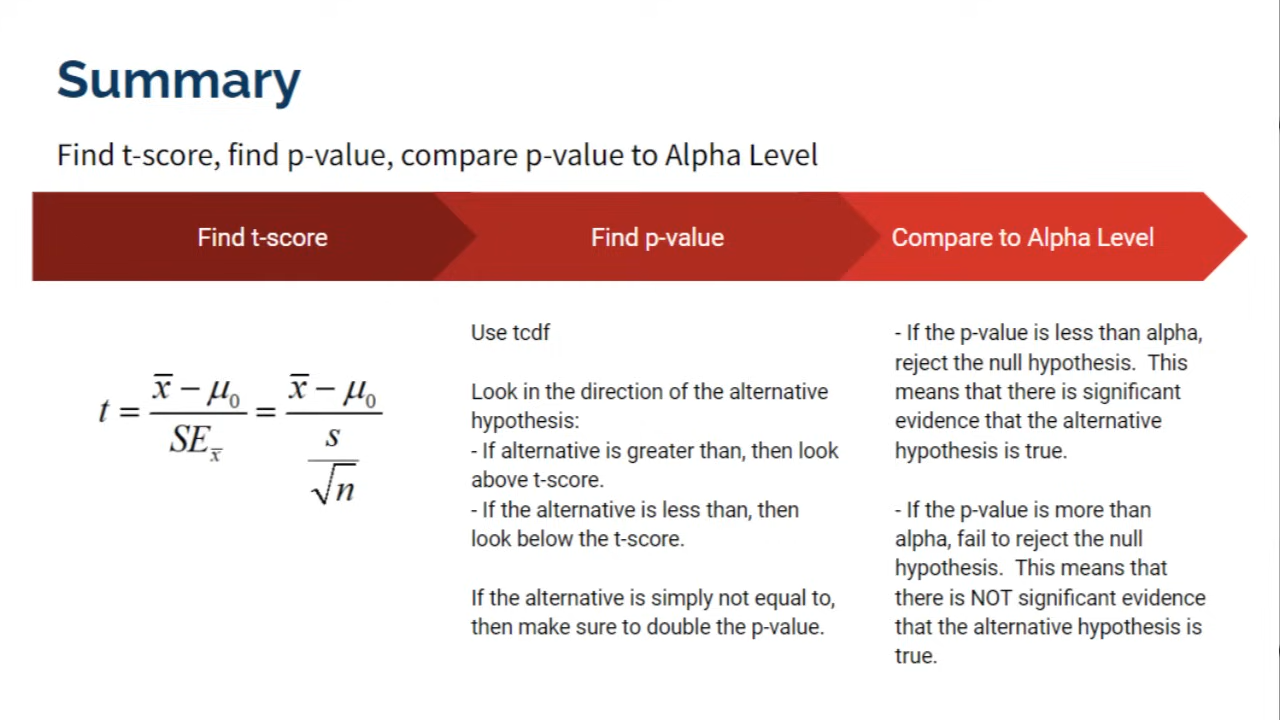 Summary
Find t-score, find p-value, compare p-value to Alpha Level
Find t-score
Find p-value
Compare to Alpha Level
t = (x̄ − μ₀) / SE_x̄ = (x̄ − μ₀) / (s / √n)
Use tcdf
Look in the direction of the alternative
hypothesis:
- If alternative is greater than, then look
above t-score.
- If the alternative is less than, then
look below the t-score.
If the alternative is simply not equal to,
then make sure to double the p-value.
- If the p-value is less than alpha,
reject the null hypothesis.  This
means that there is significant
evidence that the alternative
hypothesis is true.
- If the p-value is more than
alpha, fail to reject the null
hypothesis.  This means that
there is NOT significant evidence
that the alternative hypothesis is
true.